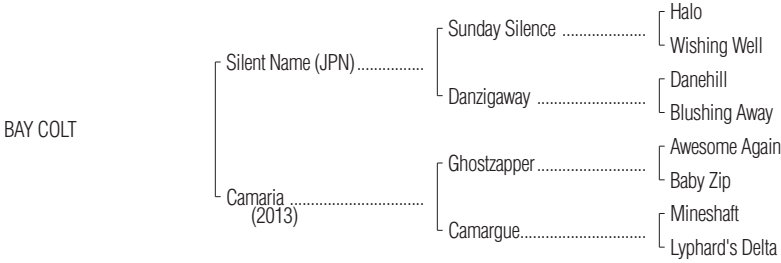 Halo
Sunday Silence ....................
Wishing Well
Silent Name (JPN) ................
Danehill
Danzigaway ..........................
Blushing Away
BAY COLT
Awesome Again
Ghostzapper ..........................
Baby Zip
Camaria ................................
(2013)
Mineshaft
Camargue..............................
Lyphard's Delta